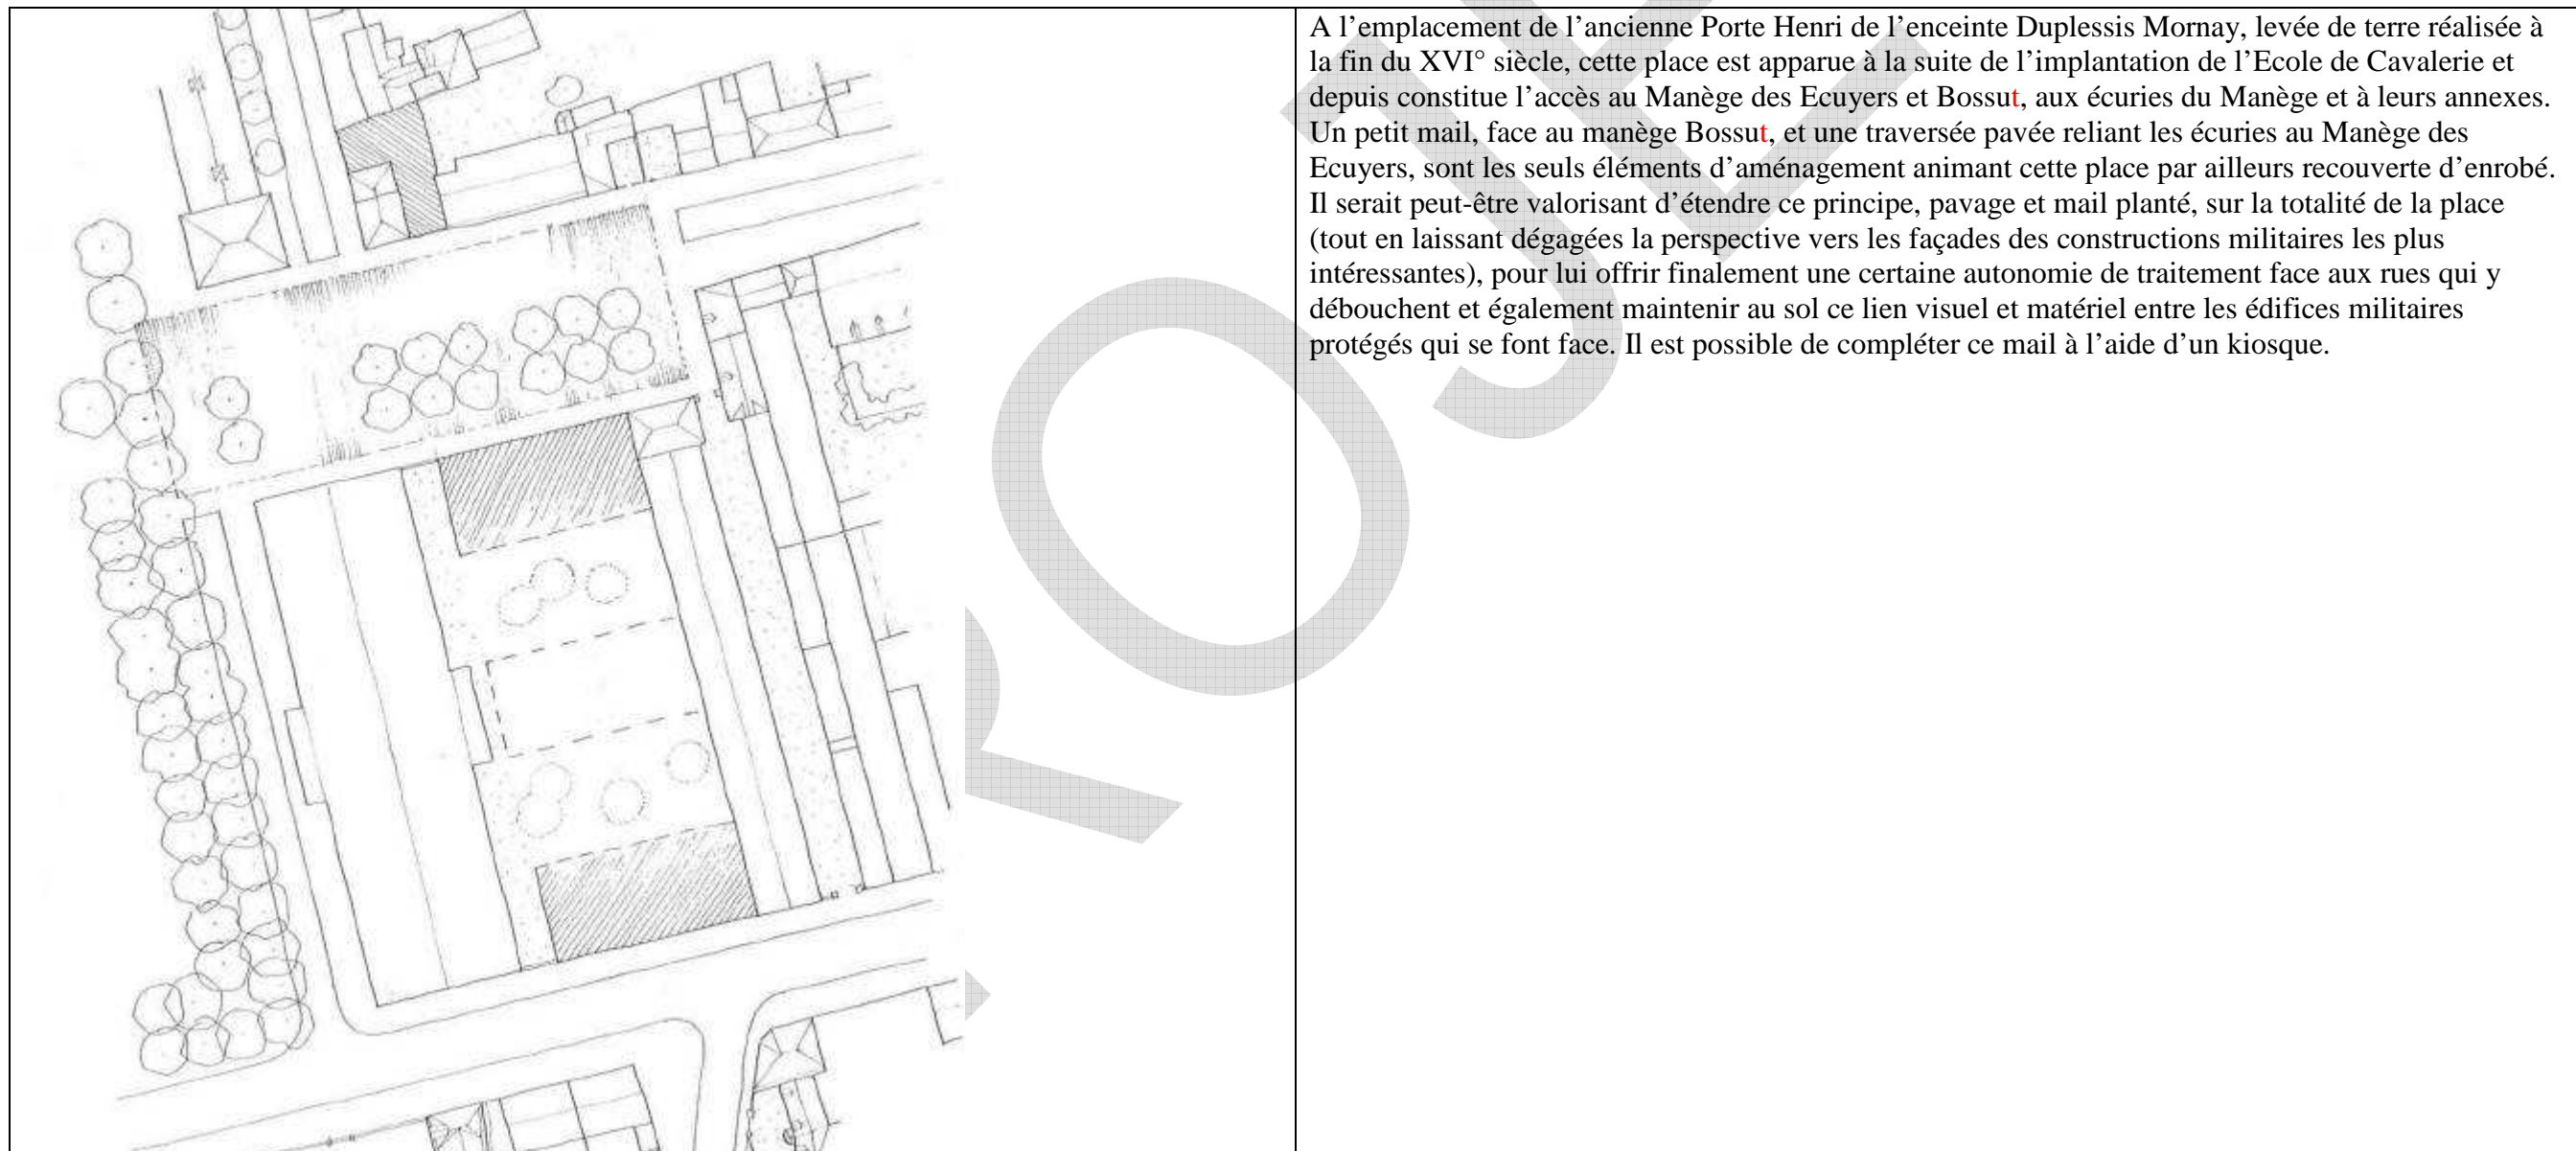 A l’emplacement de l’ancienne Porte Henri de l’enceinte Duplessis Mornay, levée de terre réalisée à
la fin du XVI° siècle, cette place est apparue à la suite de l’implantation de l’Ecole de Cavalerie et
depuis constitue l’accès au Manège des Ecuyers et Bossut, aux écuries du Manège et à leurs annexes.
Un petit mail, face au manège Bossut, et une traversée pavée reliant les écuries au Manège des
Ecuyers, sont les seuls éléments d’aménagement animant cette place par ailleurs recouverte d’enrobé.
Il serait peut-être valorisant d’étendre ce principe, pavage et mail planté, sur la totalité de la place
(tout en laissant dégagées la perspective vers les façades des constructions militaires les plus
intéressantes), pour lui offrir finalement une certaine autonomie de traitement face aux rues qui y
débouchent et également maintenir au sol ce lien visuel et matériel entre les édifices militaires
protégés qui se font face. Il est possible de compléter ce mail à l’aide d’un kiosque.